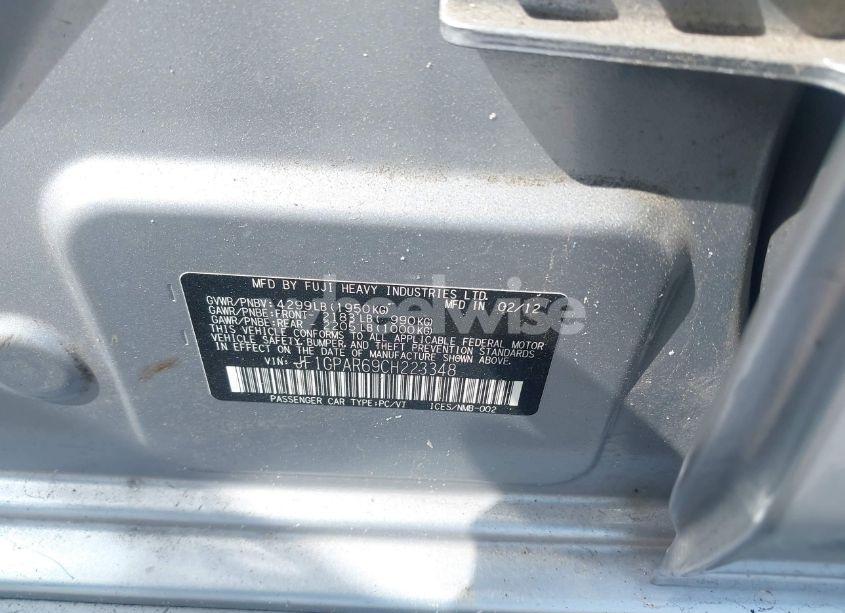 MFD BY FUJI HEAVY INDUSTRIES LTD.
GVWR/PNBV: 4299LB(1950KG) MFD IN 02/12
GAWR/PNBE:FRONT- 2183LB( 990KG)
GAWR/PNBE:REAR - 2205LB(1000KG)
THIS VEHICLE CONFORMS TO ALL APPLICABLE FEDERAL MOTOR
VEHICLE SAFETY, BUMPER, AND THEFT PREVENTION STANDARDS
IN EFFECT ON THE DATE OF MANUFACTURE SHOWN ABOVE.
VIN: JF1GPAR69CH223348
PASSENGER CAR TYPE:PC/VT ICES/NMB-002
wheelwise